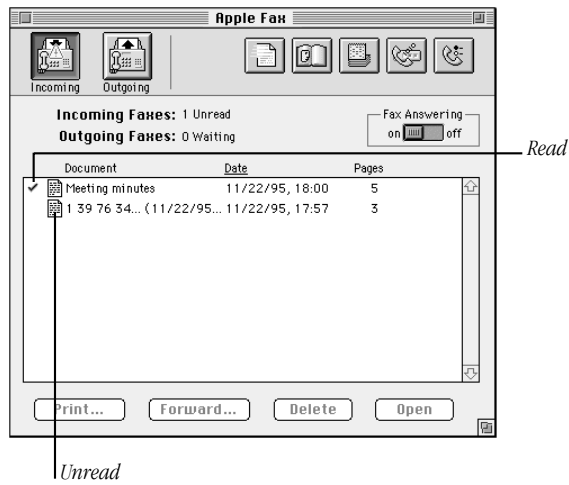 Apple Fax
Incoming
Outgoing
Incoming Faxes: 1 Unread
Outgoing Faxes: 0 Waiting
Fax Answering
on off
Read
Document Date Pages
✓ Meeting minutes 11/22/95, 18:00 5
1 39 76 34... (11/22/95... 11/22/95, 17:57 3
Print... Forward... Delete Open
Unread